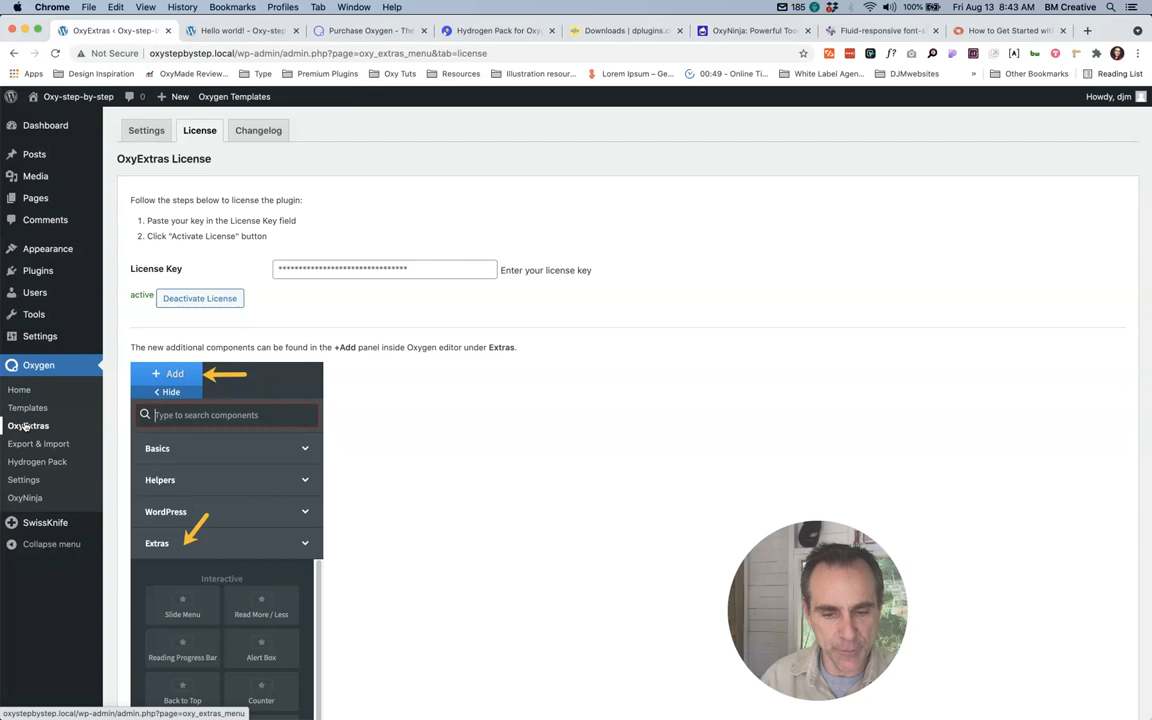 Chrome File Edit View History Bookmarks Profiles Tab Window Help 185 100% Fri Aug 13 8:43 AM BM Creative
OxyExtras ‹ Oxy-step-b Hello world! - Oxy-step Purchase Oxygen - The Hydrogen Pack for Oxy Downloads | dplugins.c OxyNinja: Powerful Too Fluid-responsive font-s How to Get Started with
Not Secure oxystepbystep.local/wp-admin/admin.php?page=oxy_extras_menu&tab=license
Apps Design Inspiration OxyMade Review... Type Premium Plugins Oxy Tuts Resources Illustration resour... Lorem Ipsum – Ge... 00:49 - Online Ti... White Label Agen... DJMwebsites » Other Bookmarks Reading List
Oxy-step-by-step 0 New Oxygen Templates Howdy, djm
Dashboard
Posts
Media
Pages
Comments
Appearance
Plugins
Users
Tools
Settings
Oxygen
Home
Templates
OxyExtras
Export & Import
Hydrogen Pack
Settings
OxyNinja
SwissKnife
Collapse menu
Settings License Changelog
OxyExtras License
Follow the steps below to license the plugin:
1. Paste your key in the License Key field
2. Click "Activate License" button
License Key ******************************** Enter your license key
active Deactivate License
The new additional components can be found in the +Add panel inside Oxygen editor under Extras.
+ Add
Hide
Type to search components
Basics
Helpers
WordPress
Extras
Interactive
Slide Menu Read More / Less
Reading Progress Bar Alert Box
Back to Top Counter
oxystepbystep.local/wp-admin/admin.php?page=oxy_extras_menu